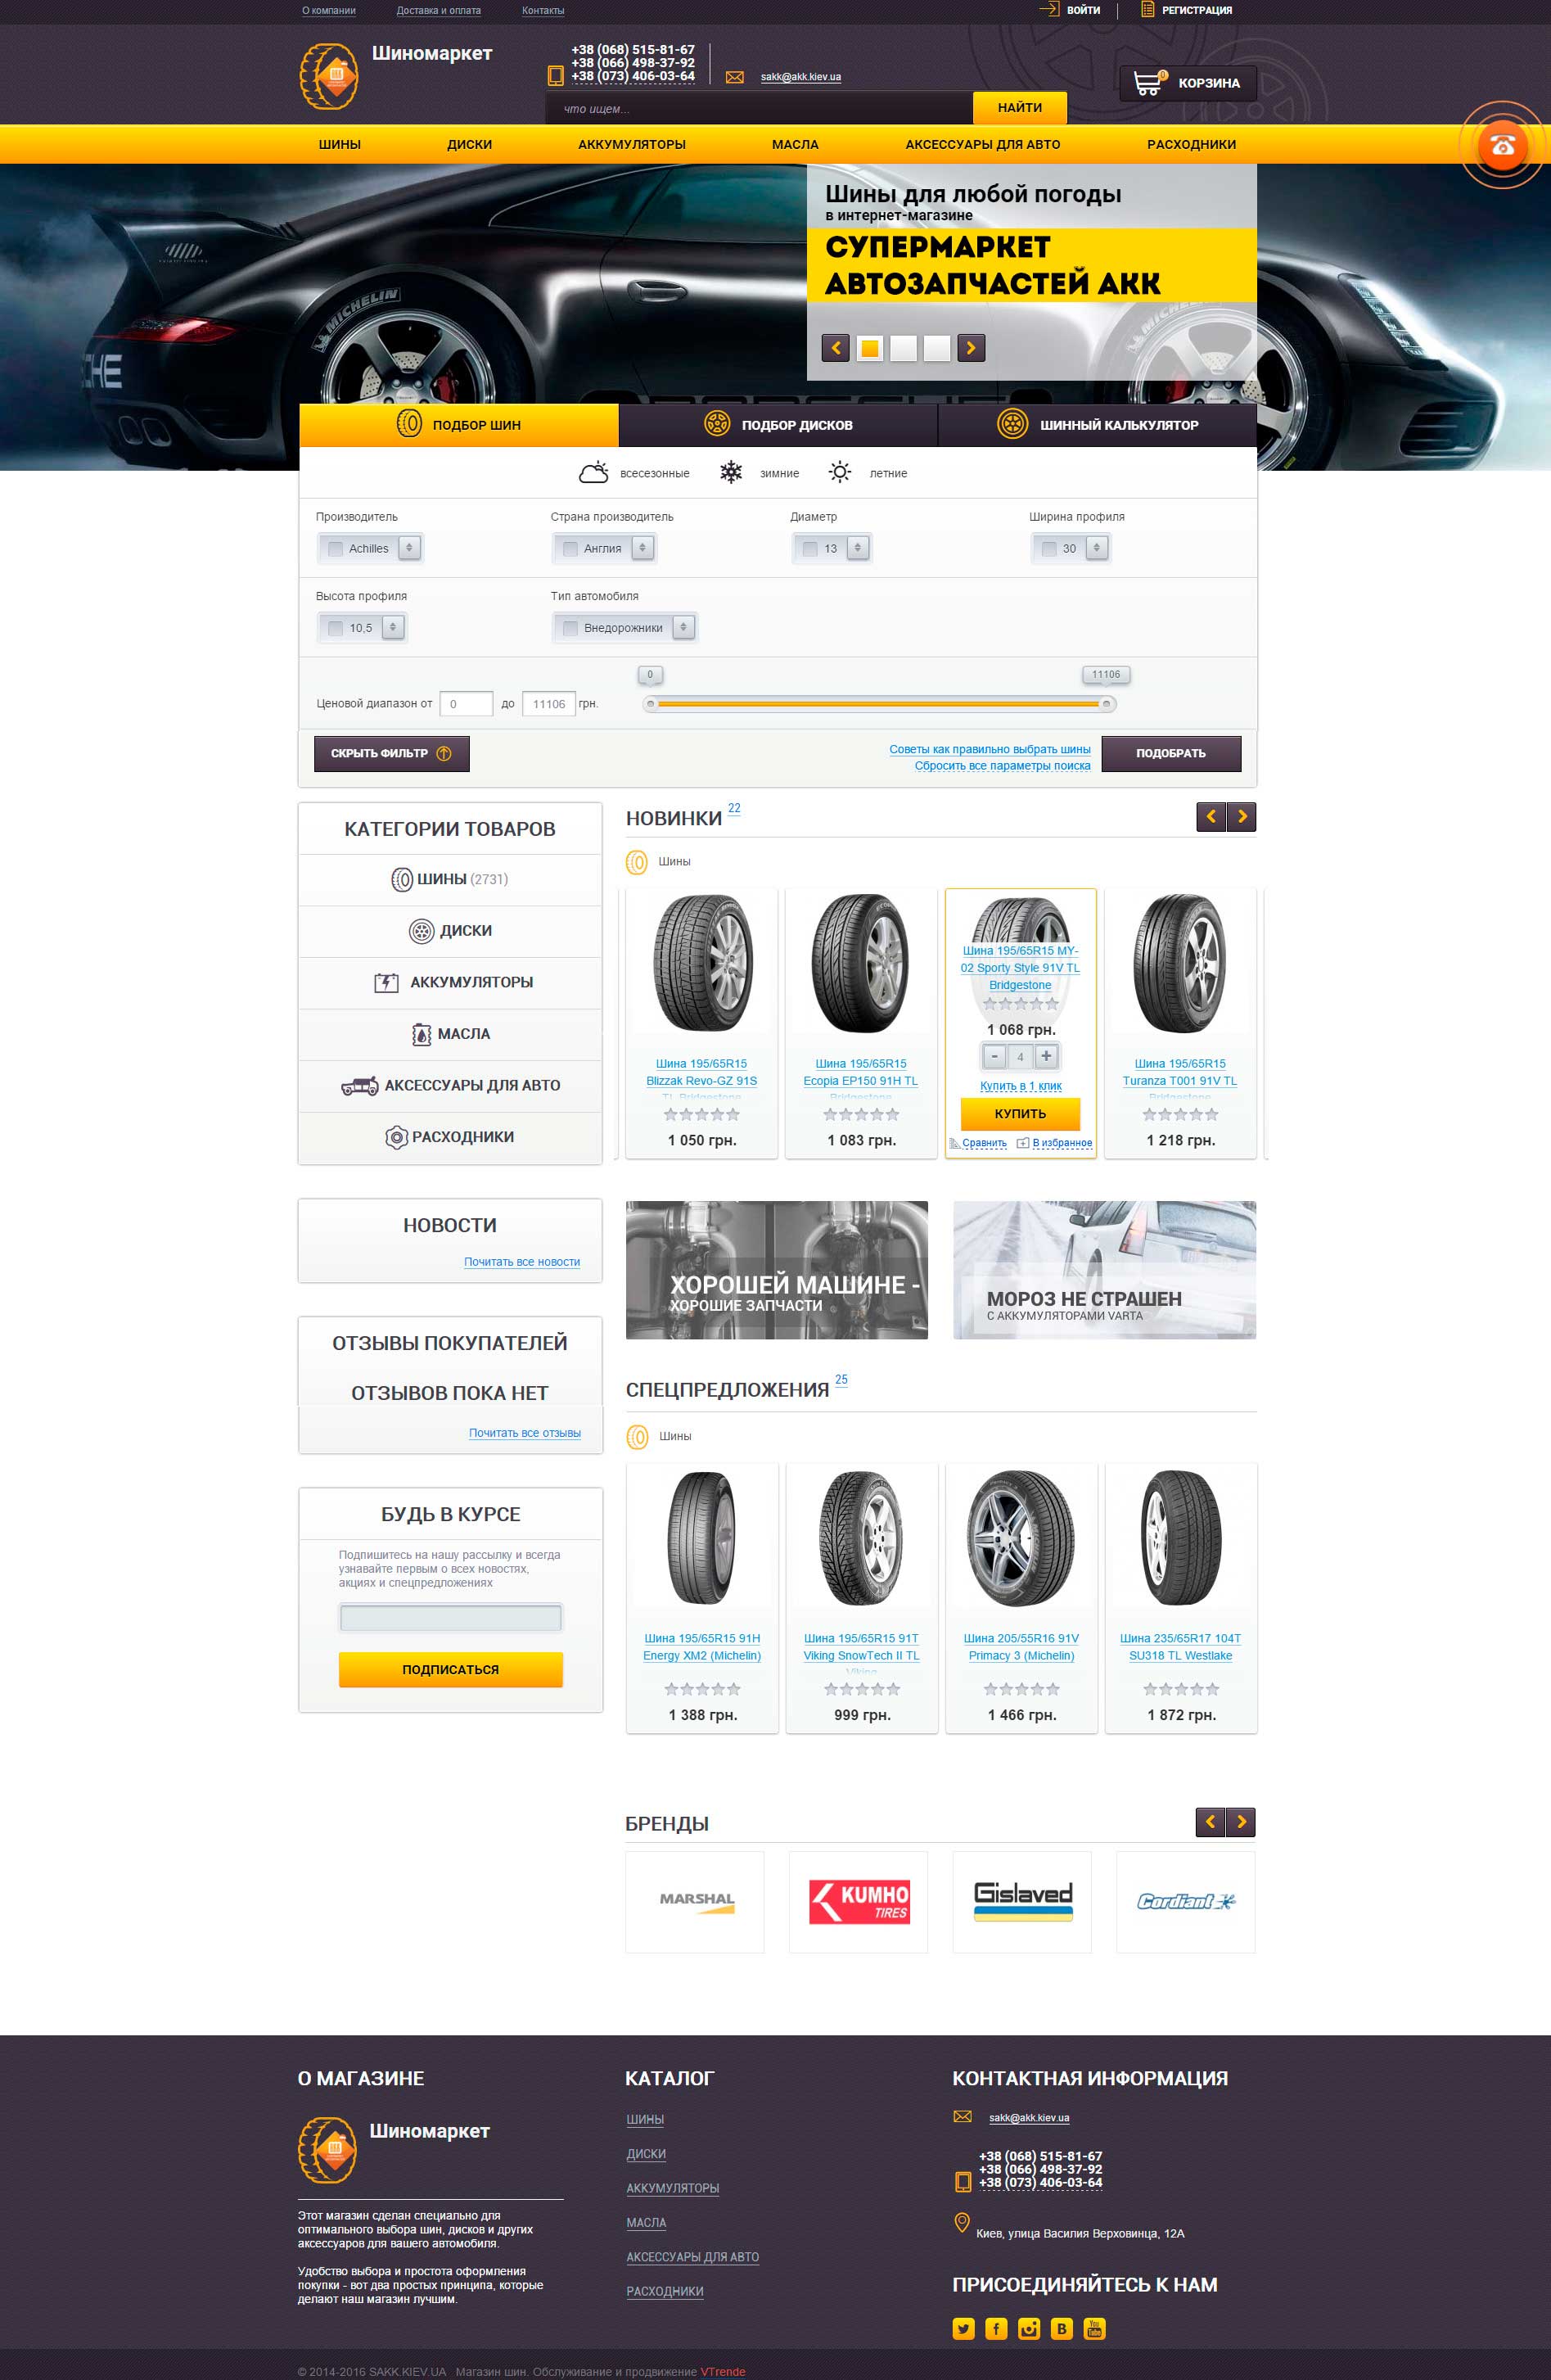 О компании
Доставка и оплата
Контакты
ВОЙТИ
РЕГИСТРАЦИЯ
Шиномаркет
+38 (068) 515-81-67
+38 (066) 498-37-92
+38 (073) 406-03-64
sakk@akk.kiev.ua
0
КОРЗИНА
что ищем...
НАЙТИ
ШИНЫ
ДИСКИ
АККУМУЛЯТОРЫ
МАСЛА
АКСЕССУАРЫ ДЛЯ АВТО
РАСХОДНИКИ
Шины для любой погоды
в интернет-магазине
СУПЕРМАРКЕТ
АВТОЗАПЧАСТЕЙ АКК
MICHELIN
MICHELIN
ПОДБОР ШИН
ПОДБОР ДИСКОВ
ШИННЫЙ КАЛЬКУЛЯТОР
всесезонные
зимние
летние
Производитель
Страна производитель
Диаметр
Ширина профиля
Achilles
Англия
13
30
Высота профиля
Тип автомобиля
10,5
Внедорожники
0
11106
Ценовой диапазон от 0 до 11106 грн.
СКРЫТЬ ФИЛЬТР
Советы как правильно выбрать шины
Сбросить все параметры поиска
ПОДОБРАТЬ
КАТЕГОРИИ ТОВАРОВ
ШИНЫ (2731)
ДИСКИ
АККУМУЛЯТОРЫ
МАСЛА
АКСЕССУАРЫ ДЛЯ АВТО
РАСХОДНИКИ
НОВОСТИ
Почитать все новости
ОТЗЫВЫ ПОКУПАТЕЛЕЙ
ОТЗЫВОВ ПОКА НЕТ
Почитать все отзывы
БУДЬ В КУРСЕ
Подпишитесь на нашу рассылку и всегда
узнавайте первым о всех новостях,
акциях и спецпредложениях
ПОДПИСАТЬСЯ
НОВИНКИ 22
Шины
Шина 195/65R15
Blizzak Revo-GZ 91S
TL Bridgestone
1 050 грн.
Шина 195/65R15
Ecopia EP150 91H TL
Bridgestone
1 083 грн.
Шина 195/65R15 MY-
02 Sporty Style 91V TL
Bridgestone
1 068 грн.
- 4 +
Купить в 1 клик
КУПИТЬ
Сравнить
В избранное
Шина 195/65R15
Turanza T001 91V TL
Bridgestone
1 218 грн.
ХОРОШЕЙ МАШИНЕ -
ХОРОШИЕ ЗАПЧАСТИ
МОРОЗ НЕ СТРАШЕН
С АККУМУЛЯТОРАМИ VARTA
СПЕЦПРЕДЛОЖЕНИЯ 25
Шины
Шина 195/65R15 91H
Energy XM2 (Michelin)
1 388 грн.
Шина 195/65R15 91T
Viking SnowTech II TL
Viking
999 грн.
Шина 205/55R16 91V
Primacy 3 (Michelin)
1 466 грн.
Шина 235/65R17 104T
SU318 TL Westlake
1 872 грн.
БРЕНДЫ
MARSHAL
KUMHO
TIRES
Gislaved
Cordiant
О МАГАЗИНЕ
Шиномаркет
Этот магазин сделан специально для
оптимального выбора шин, дисков и других
аксессуаров для вашего автомобиля.
Удобство выбора и простота оформления
покупки - вот два простых принципа, которые
делают наш магазин лучшим.
КАТАЛОГ
ШИНЫ
ДИСКИ
АККУМУЛЯТОРЫ
МАСЛА
АКСЕССУАРЫ ДЛЯ АВТО
РАСХОДНИКИ
КОНТАКТНАЯ ИНФОРМАЦИЯ
sakk@akk.kiev.ua
+38 (068) 515-81-67
+38 (066) 498-37-92
+38 (073) 406-03-64
Киев, улица Василия Верховинца, 12А
ПРИСОЕДИНЯЙТЕСЬ К НАМ
You
Tube
© 2014-2016 SAKK.KIEV.UA Магазин шин. Обслуживание и продвижение VTrende